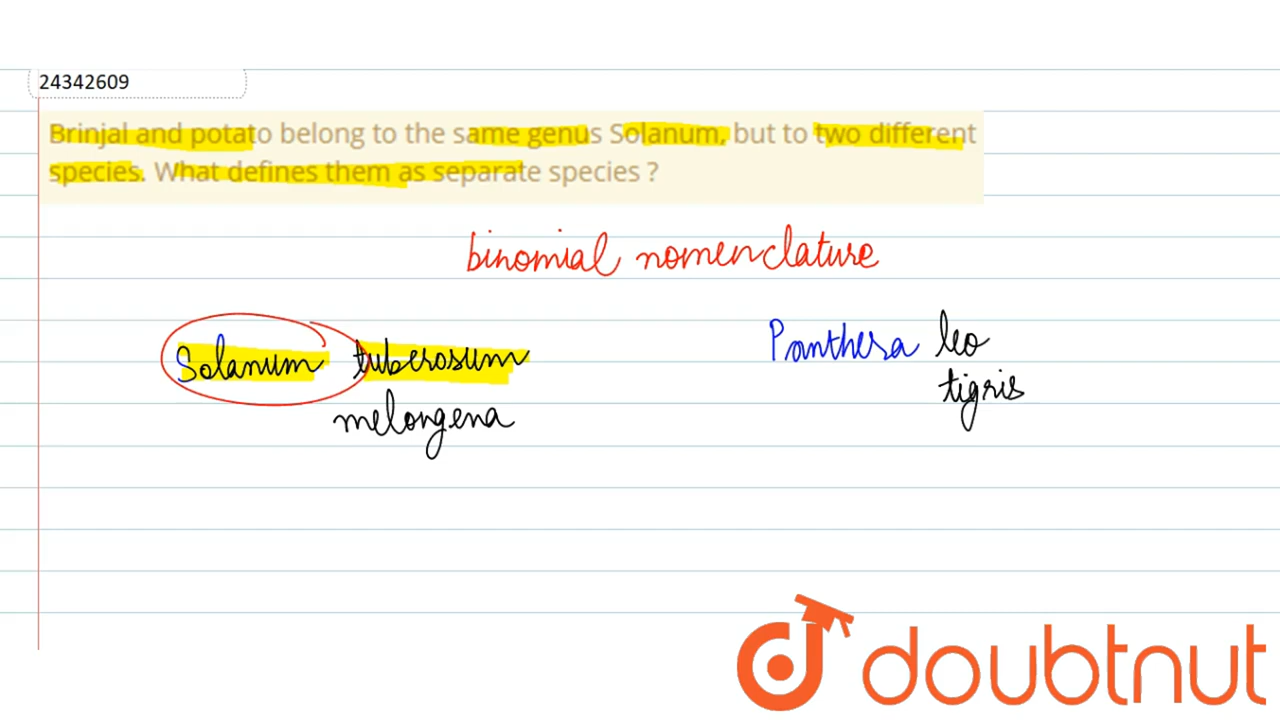 24342609
Brinjal and potato belong to the same genus Solanum, but to two different
species. What defines them as separate species ?
binomial nomenclature
Solanum tuberosum
melongena
Panthera leo
tigris
doubtnut